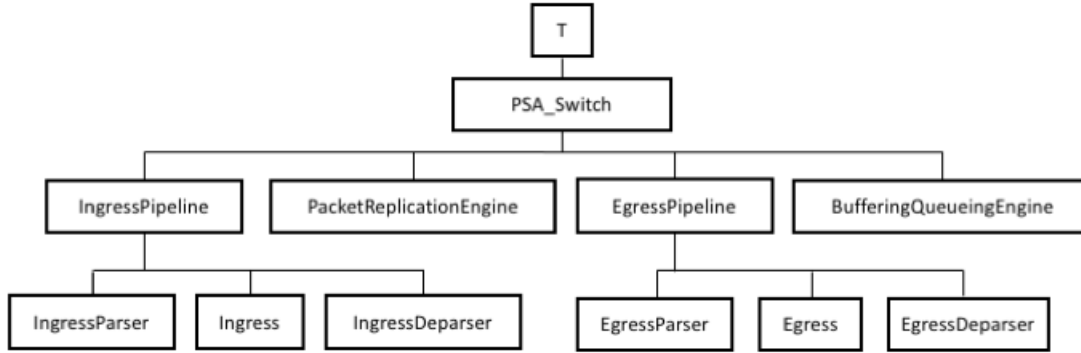 T
PSA_Switch
IngressPipeline
PacketReplicationEngine
EgressPipeline
BufferingQueueingEngine
IngressParser
Ingress
IngressDeparser
EgressParser
Egress
EgressDeparser